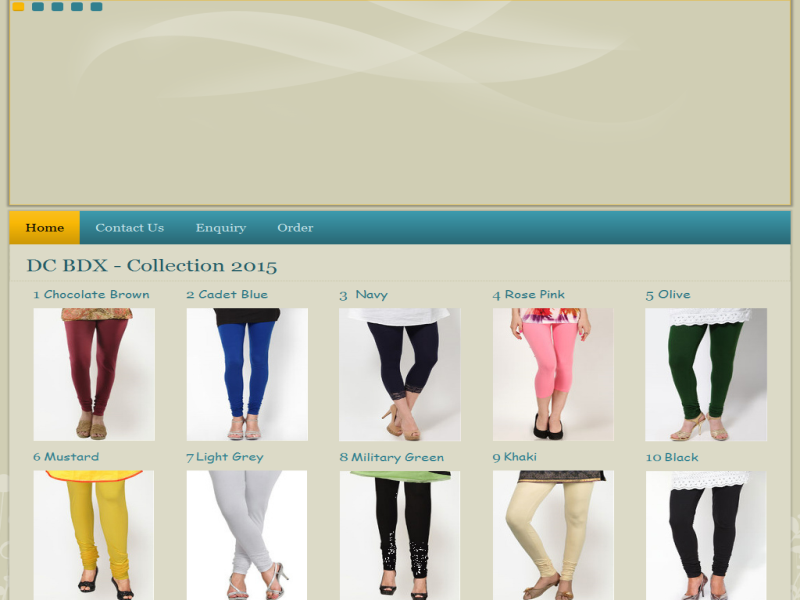 Home Contact Us Enquiry Order
DC BDX - Collection 2015
1 Chocolate Brown 2 Cadet Blue 3 Navy 4 Rose Pink 5 Olive
6 Mustard 7 Light Grey 8 Military Green 9 Khaki 10 Black